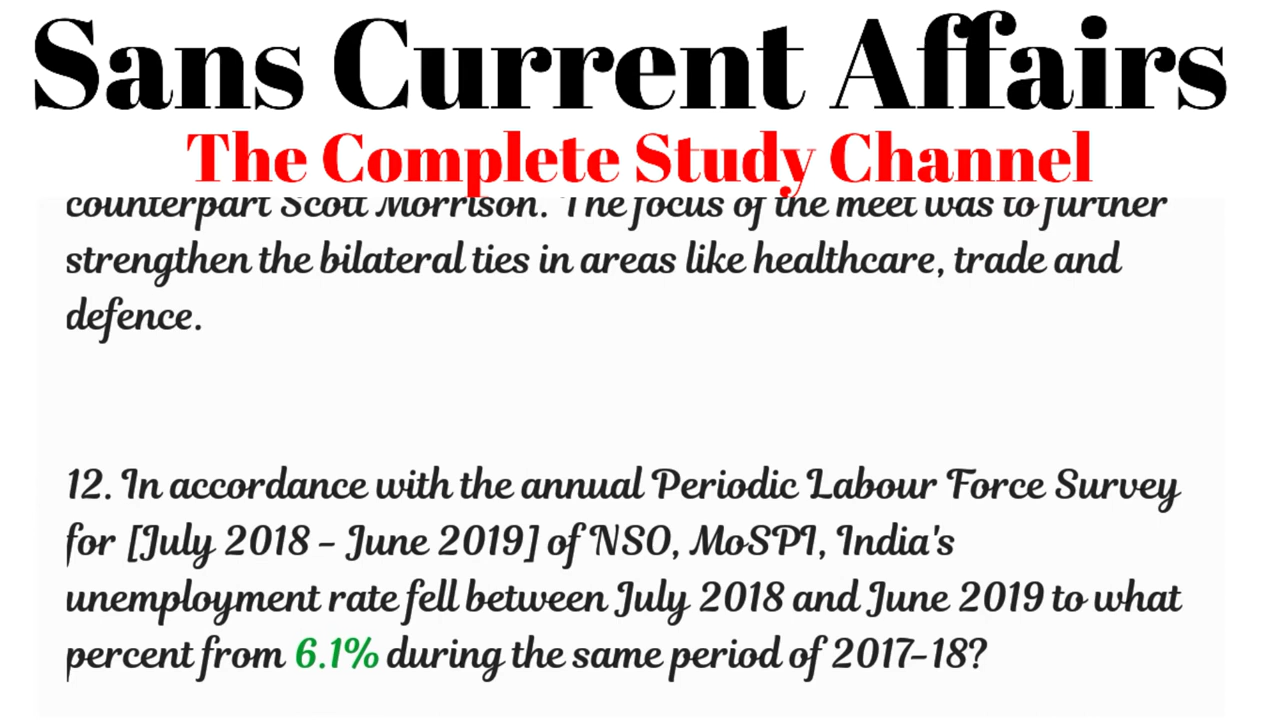 Sans Current Affairs
The Complete Study Channel
counterpart Scott Morrison. The focus of the meet was to further
strengthen the bilateral ties in areas like healthcare, trade and
defence.
12. In accordance with the annual Periodic Labour Force Survey
for [July 2018 - June 2019] of NSO, MoSPI, India's
unemployment rate fell between July 2018 and June 2019 to what
percent from 6.1% during the same period of 2017-18?